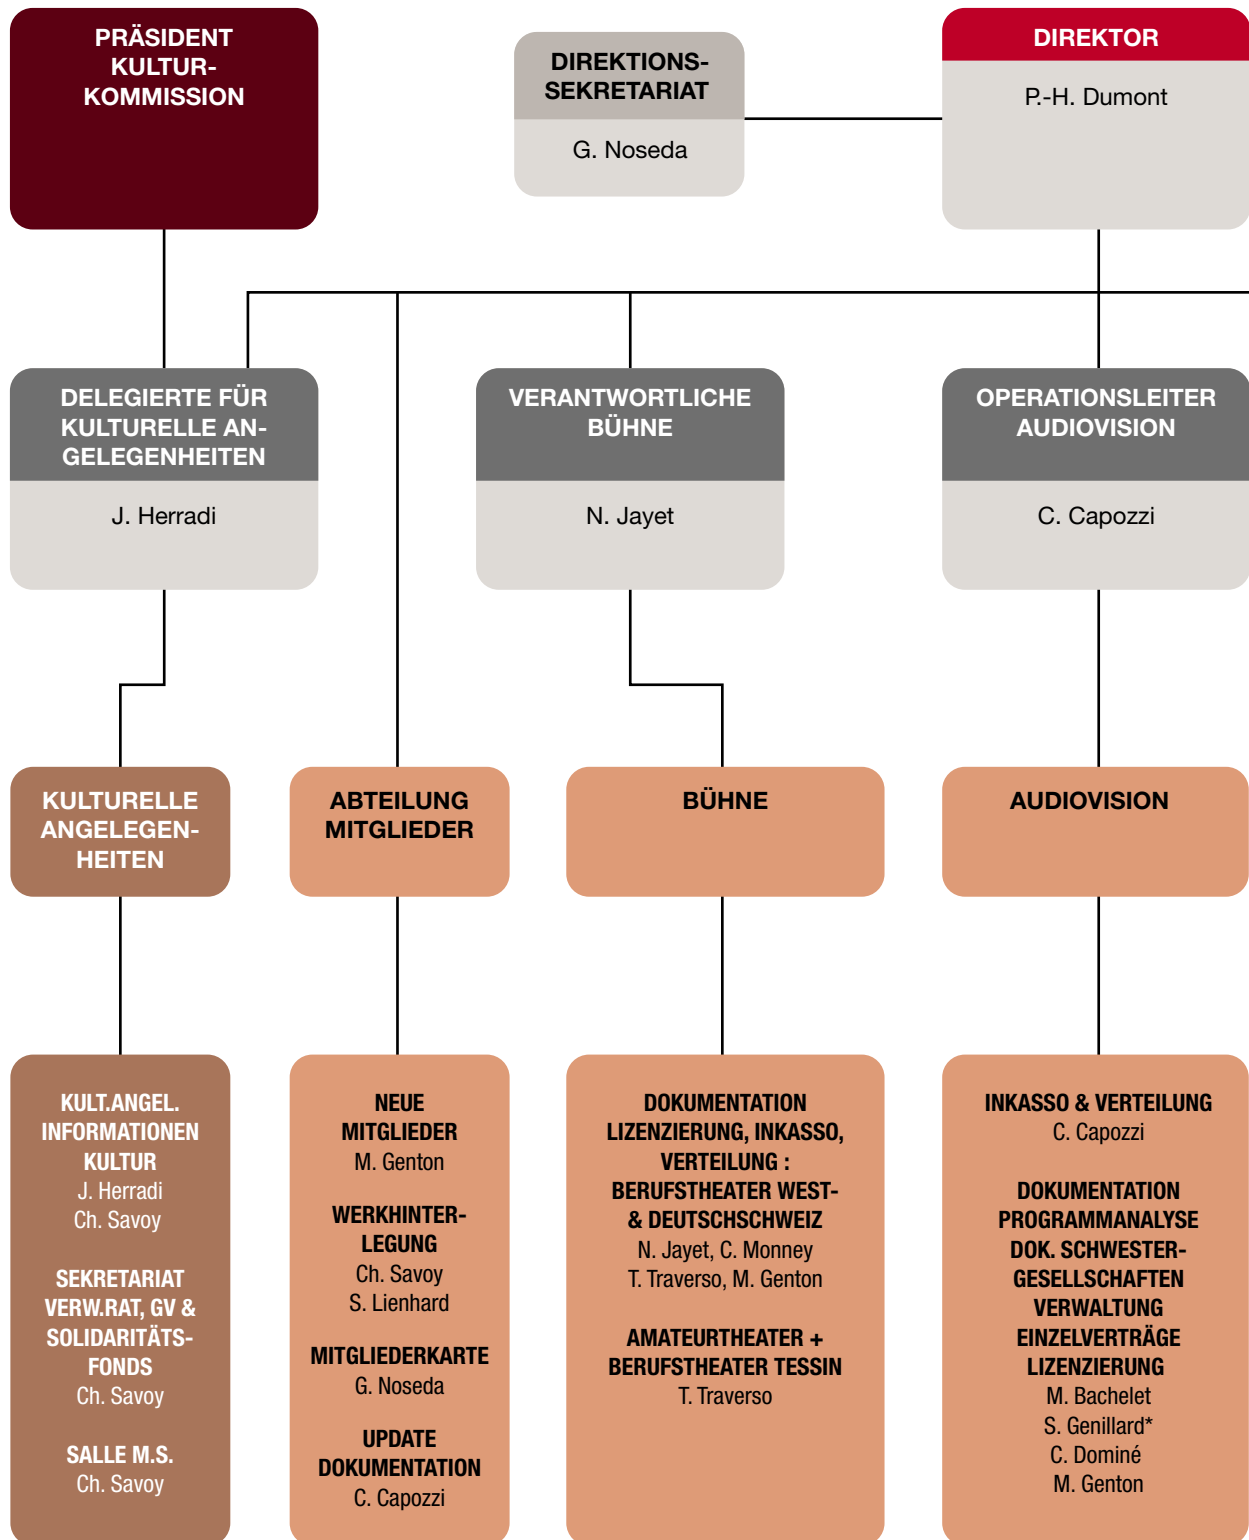 PRÄSIDENT
KULTUR-
KOMMISSION
DIREKTIONS-
SEKRETARIAT
G. Noseda
DIREKTOR
P.-H. Dumont
DELEGIERTE FÜR
KULTURELLE AN-
GELEGENHEITEN
J. Herradi
VERANTWORTLICHE
BÜHNE
N. Jayet
OPERATIONSLEITER
AUDIOVISION
C. Capozzi
KULTURELLE
ANGELEGEN-
HEITEN
ABTEILUNG
MITGLIEDER
BÜHNE
AUDIOVISION
KULT.ANGEL.
INFORMATIONEN
KULTUR
J. Herradi
Ch. Savoy
SEKRETARIAT
VERW.RAT, GV &
SOLIDARITÄTS-
FONDS
Ch. Savoy
SALLE M.S.
Ch. Savoy
NEUE
MITGLIEDER
M. Genton
WERKHINTER-
LEGUNG
Ch. Savoy
S. Lienhard
MITGLIEDERKARTE
G. Noseda
UPDATE
DOKUMENTATION
C. Capozzi
DOKUMENTATION
LIZENZIERUNG, INKASSO,
VERTEILUNG :
BERUFSTHEATER WEST-
& DEUTSCHSCHWEIZ
N. Jayet, C. Monney
T. Traverso, M. Genton
AMATEURTHEATER +
BERUFSTHEATER TESSIN
T. Traverso
INKASSO & VERTEILUNG
C. Capozzi
DOKUMENTATION
PROGRAMMANALYSE
DOK. SCHWESTER-
GESELLSCHAFTEN
VERWALTUNG
EINZELVERTRÄGE
LIZENZIERUNG
M. Bachelet
S. Genillard*
C. Dominé
M. Genton